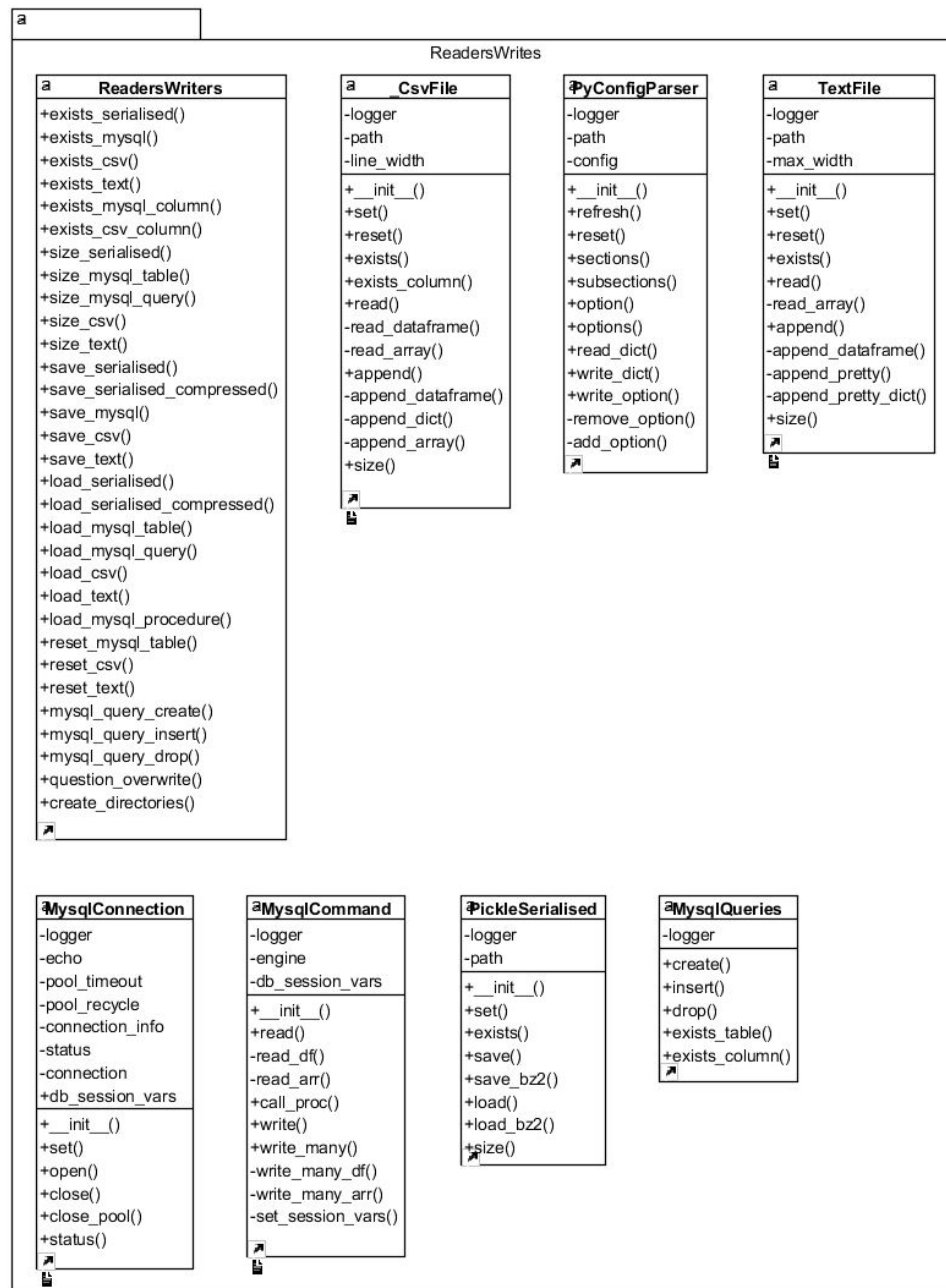 a
ReadersWrites
a ReadersWriters
+exists_serialised()
+exists_mysql()
+exists_csv()
+exists_text()
+exists_mysql_column()
+exists_csv_column()
+size_serialised()
+size_mysql_table()
+size_mysql_query()
+size_csv()
+size_text()
+save_serialised()
+save_serialised_compressed()
+save_mysql()
+save_csv()
+save_text()
+load_serialised()
+load_serialised_compressed()
+load_mysql_table()
+load_mysql_query()
+load_csv()
+load_text()
+load_mysql_procedure()
+reset_mysql_table()
+reset_csv()
+reset_text()
+mysql_query_create()
+mysql_query_insert()
+mysql_query_drop()
+question_overwrite()
+create_directories()
a _CsvFile
-logger
-path
-line_width
+__init__()
+set()
+reset()
+exists()
+exists_column()
+read()
-read_dataframe()
-read_array()
+append()
-append_dataframe()
-append_dict()
-append_array()
+size()
a PyConfigParser
-logger
-path
-config
+__init__()
+refresh()
+reset()
+sections()
+subsections()
+option()
+options()
+read_dict()
+write_dict()
+write_option()
-remove_option()
-add_option()
a TextFile
-logger
-path
-max_width
+__init__()
+set()
+reset()
+exists()
+read()
-read_array()
+append()
-append_dataframe()
-append_pretty()
-append_pretty_dict()
+size()
a MysqlConnection
-logger
-echo
-pool_timeout
-pool_recycle
-connection_info
-status
-connection
+db_session_vars
+__init__()
+set()
+open()
+close()
+close_pool()
+status()
a MysqlCommand
-logger
-engine
-db_session_vars
+__init__()
+read()
-read_df()
-read_arr()
+call_proc()
+write()
+write_many()
-write_many_df()
-write_many_arr()
-set_session_vars()
a PickleSerialised
-logger
-path
+__init__()
+set()
+exists()
+save()
+save_bz2()
+load()
+load_bz2()
+size()
a MysqlQueries
-logger
+create()
+insert()
+drop()
+exists_table()
+exists_column()